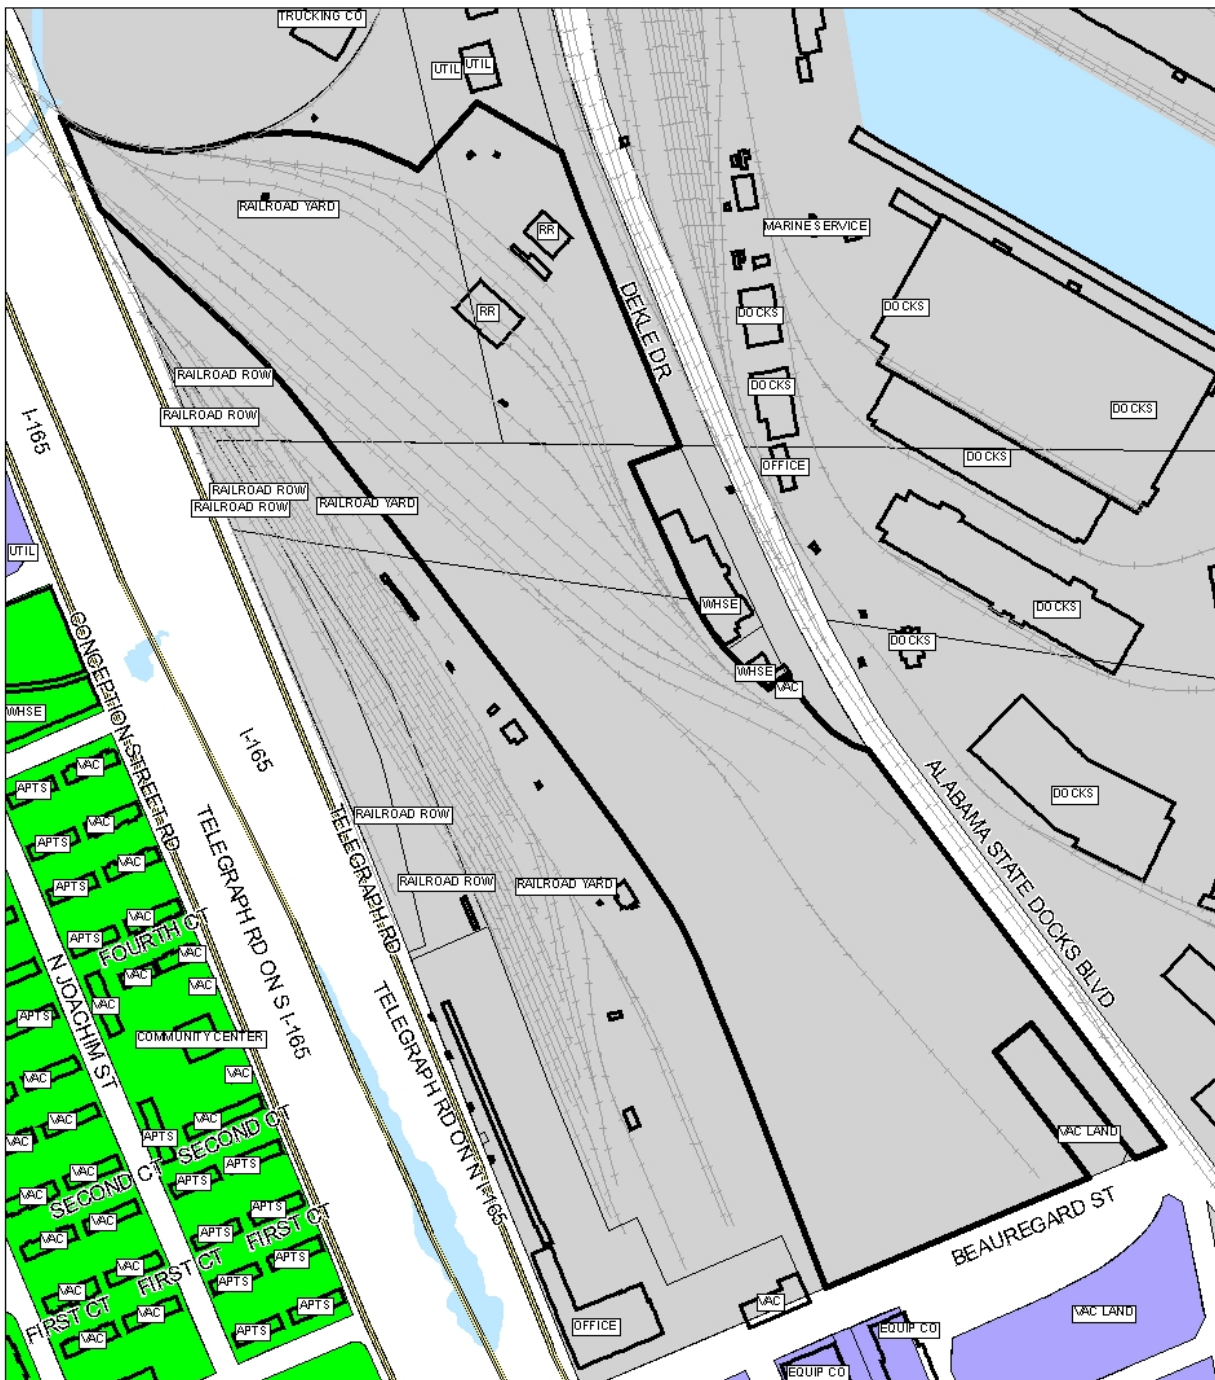 TRUCKING CO
UTIL
UTIL
RAILROAD YARD
RR
MARINE SERVICE
RR
DOCKS
DOCKS
DEKLE DR
RAILROAD ROW
DOCKS
RAILROAD ROW
DOCKS
I-165
DOCKS
OFFICE
RAILROAD ROW
RAILROAD ROW
RAILROAD YARD
UTIL
WHSE
DOCKS
DOCKS
CONCEPTION STREET RD
WHSE
VAC
WHSE
I-165
VAC
APTS
DOCKS
ALABAMA STATE DOCKS BLVD
RAILROAD ROW
TELEGRAPH RD
TELEGRAPH RD ON S I-165
VAC
APTS
VAC
APTS
RAILROAD ROW
RAILROAD YARD
VAC
FOURTH CT
APTS
VAC
VAC
VAC
N JOACHIM ST
VAC
APTS
TELEGRAPH RD ON N I-165
COMMUNITY CENTER
VAC
VAC
VAC
VAC
VAC
APTS
SECOND CT
VAC LAND
APTS
VAC
SECOND CT
APTS
VAC
APTS
FIRST CT
VAC
VAC
APTS
BEAUREGARD ST
APTS
VAC
FIRST CT
APTS
VAC
VAC
APTS
VAC
VAC LAND
FIRST CT
VAC
APTS
OFFICE
EQUIP CO
EQUIP CO